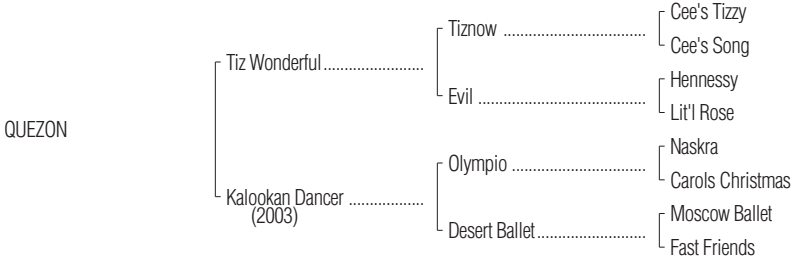 Cee's Tizzy
Tiznow ........................................
Cee's Song
Tiz Wonderful ............................
Hennessy
Evil ...............................................
Lit'l Rose
QUEZON
Naskra
Olympio .....................................
Carols Christmas
Kalookan Dancer .....................
(2003)
Moscow Ballet
Desert Ballet ..............................
Fast Friends